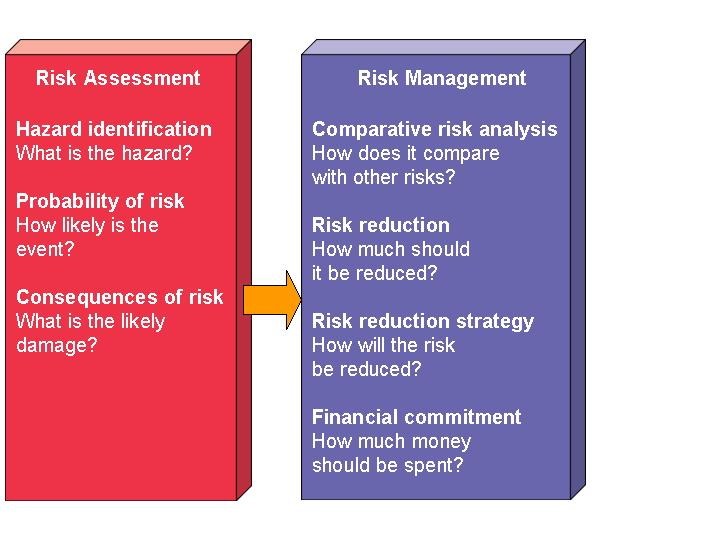 Risk Assessment
Hazard identification
What is the hazard?
Probability of risk
How likely is the
event?
Consequences of risk
What is the likely
damage?
Risk Management
Comparative risk analysis
How does it compare
with other risks?
Risk reduction
How much should
it be reduced?
Risk reduction strategy
How will the risk
be reduced?
Financial commitment
How much money
should be spent?